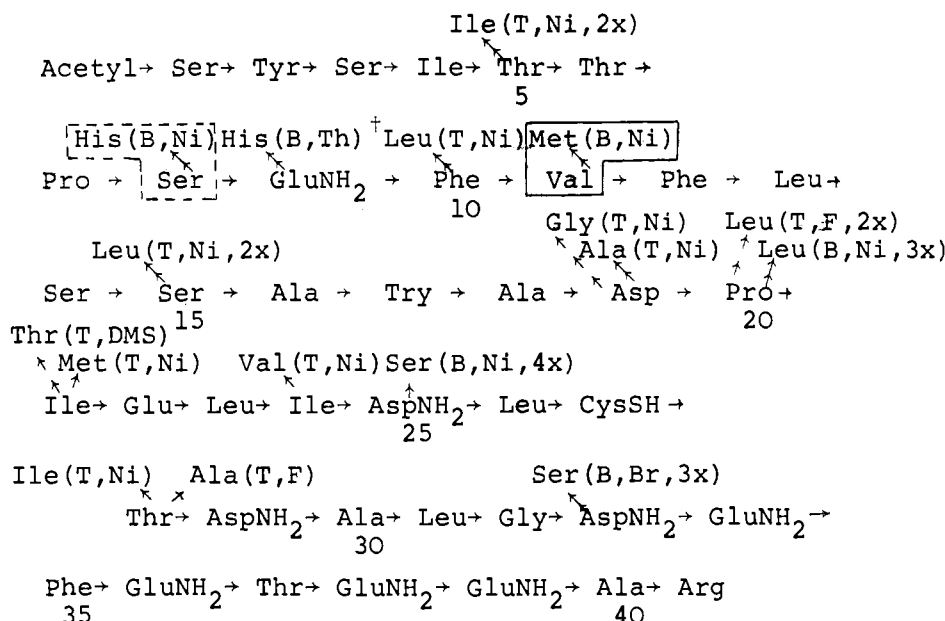 Ile(T,Ni,2x)
Acetyl→ Ser→ Tyr→ Ser→ Ile→ Thr→ Thr→
5
His(B,Ni) His(B,Th) †Leu(T,Ni) Met(B,Ni)
Pro → Ser → GluNH2 → Phe → Val → Phe → Leu→
10
Gly(T,Ni) Leu(T,F,2x)
Leu(T,Ni,2x) Ala(T,Ni) Leu(B,Ni,3x)
Ser → Ser → Ala → Try → Ala → Asp → Pro→
15 20
Thr(T,DMS)
Met(T,Ni) Val(T,Ni) Ser(B,Ni,4x)
Ile→ Glu→ Leu→ Ile→ AspNH2→ Leu→ CysSH→
25
Ile(T,Ni) Ala(T,F) Ser(B,Br,3x)
Thr→ AspNH2→ Ala→ Leu→ Gly→ AspNH2→ GluNH2→
30
Phe→ GluNH2→ Thr→ GluNH2→ GluNH2→ Ala→ Arg
35 40